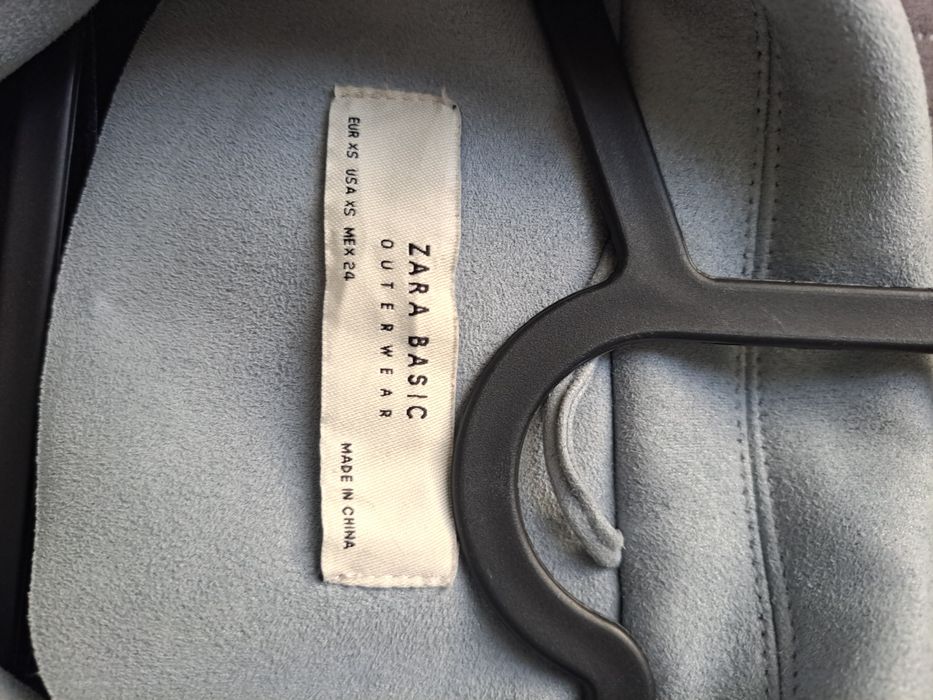 ZARA BASIC
OUTERWEAR
EUR XS USA XS MEX 24 MADE IN CHINA